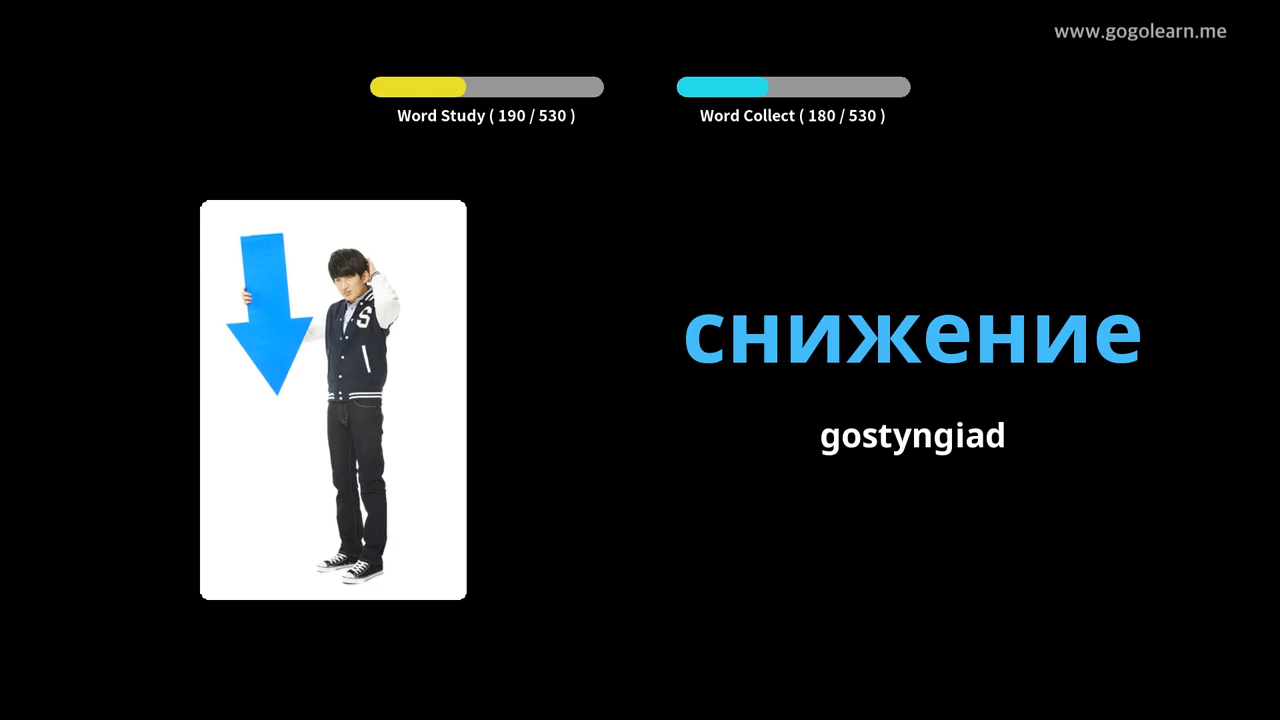 www.gogolearn.me
Word Study ( 190 / 530 )
Word Collect ( 180 / 530 )
S
снижение
gostyngiad